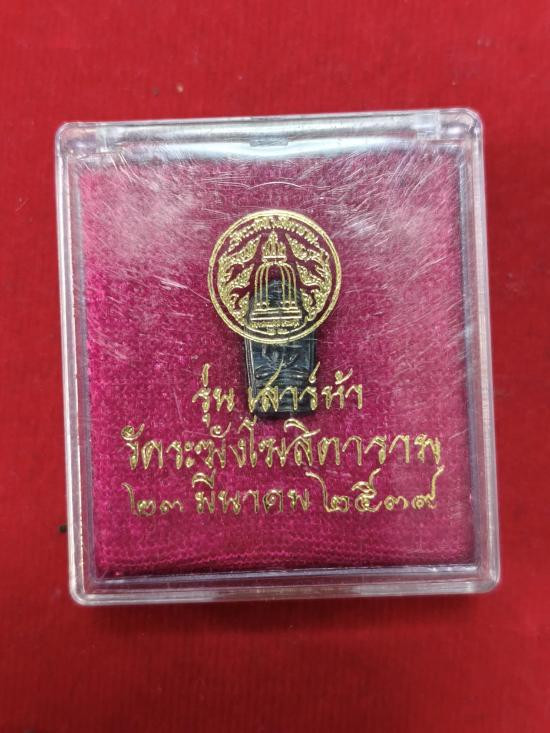 รุ่น เสาร์ห้า
วัดระฆังโฆสิตาราม
๒๓ มีนาคม ๒๕๓๙